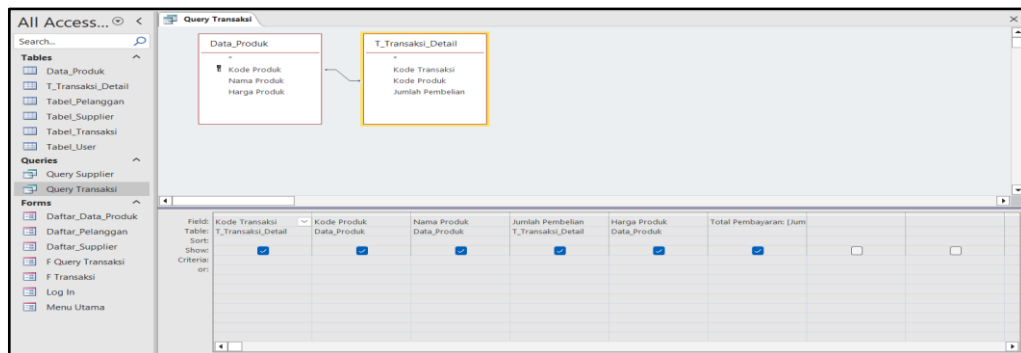 All Access...
Search...
Tables
Data_Produk
T_Transaksi_Detail
Tabel_Pelanggan
Tabel_Supplier
Tabel_Transaksi
Tabel_User
Queries
Query Supplier
Query Transaksi
Forms
Daftar_Data_Produk
Daftar_Pelanggan
Daftar_Supplier
F Query Transaksi
F Transaksi
Log In
Menu Utama
Query Transaksi
Data_Produk
*
Kode Produk
Nama Produk
Harga Produk
T_Transaksi_Detail
*
Kode Transaksi
Kode Produk
Jumlah Pembelian
Field: Kode Transaksi Kode Produk Nama Produk Jumlah Pembelian Harga Produk Total Pembayaran: [Jum
Table: T_Transaksi_Detail Data_Produk Data_Produk T_Transaksi_Detail Data_Produk
Sort:
Show:
Criteria:
or: